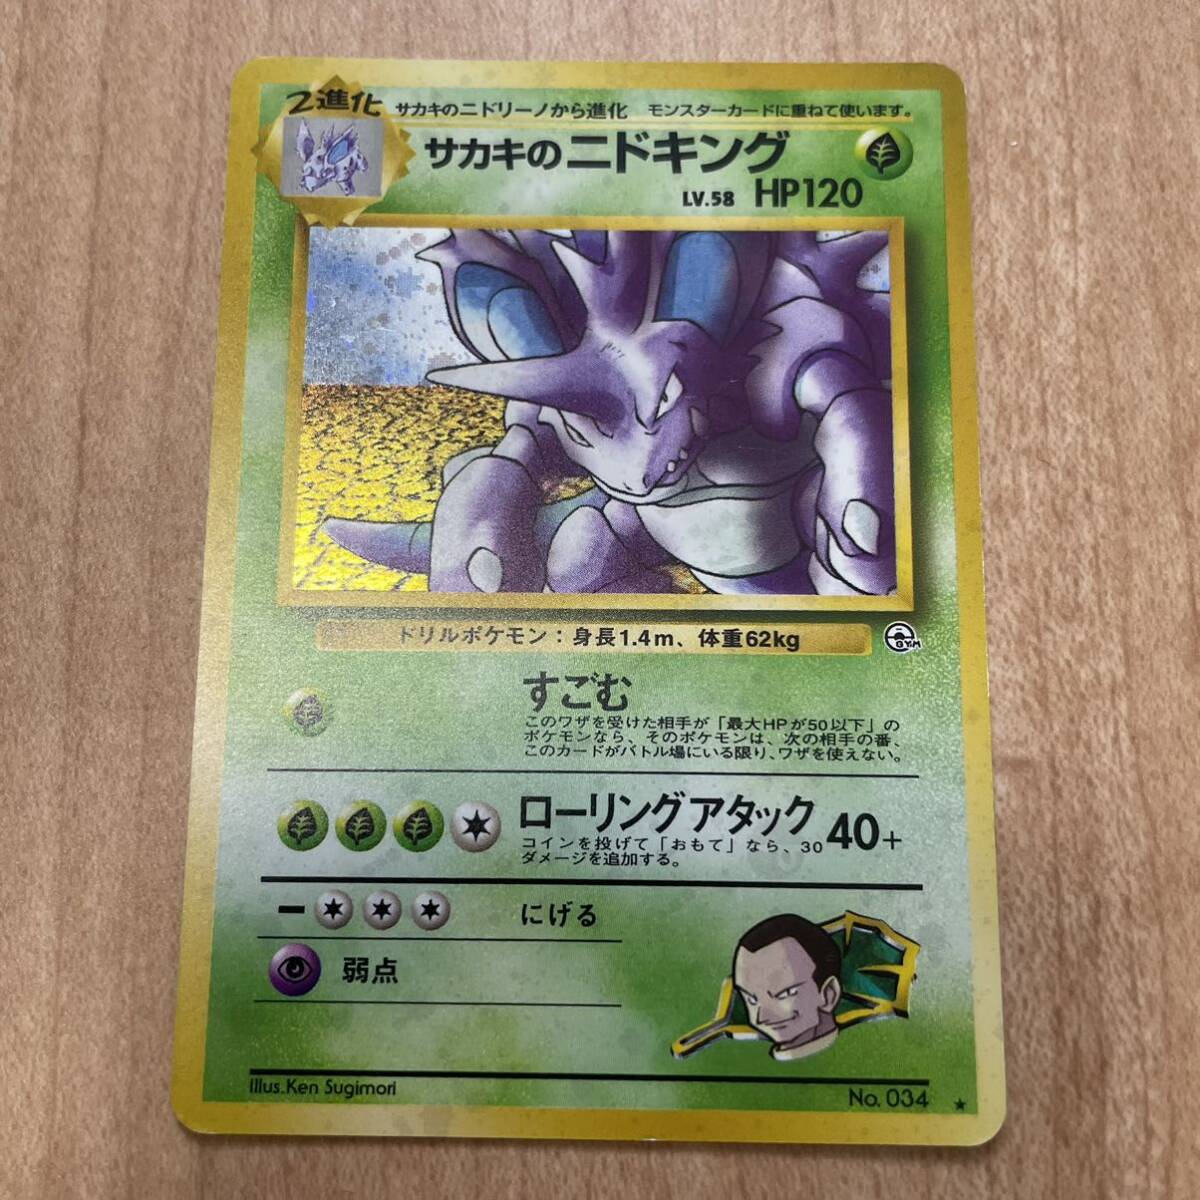 2進化
サカキのニドリーノから進化　モンスターカードに重ねて使います。
サカキのニドキング
LV.58 HP120
ドリルポケモン：身長1.4m、体重62kg
GYM
すごむ
このワザを受けた相手が「最大HPが50以下」の
ポケモンなら、そのポケモンは、次の相手の番、
このカードがバトル場にいる限り、ワザを使えない。
ローリングアタック 40+
コインを投げて「おもて」なら、30
ダメージを追加する。
にげる
弱点
Illus.Ken Sugimori
No. 034 ★